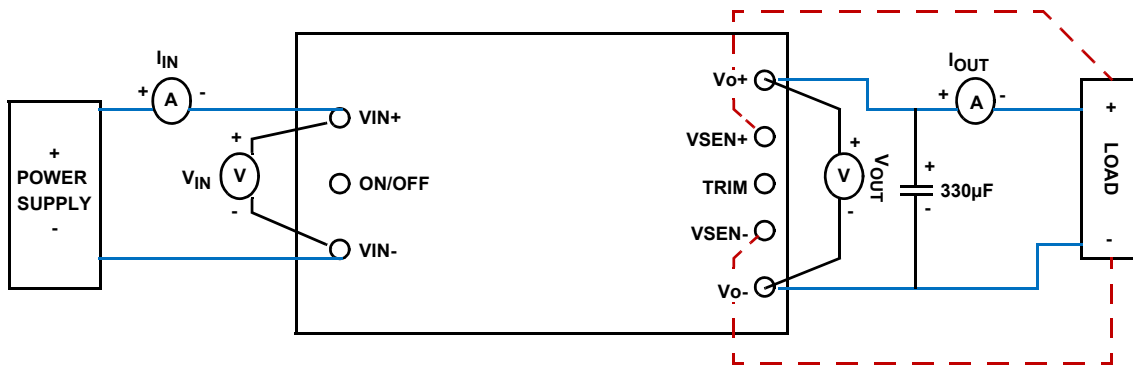 I_IN
+ A -
+
POWER
SUPPLY
-
V_IN
+
V
-
VIN+
ON/OFF
VIN-
Vo+
VSEN+
TRIM
VSEN-
Vo-
+
V
-
V_OUT
+
330µF
-
I_OUT
+ A -
+
LOAD
-